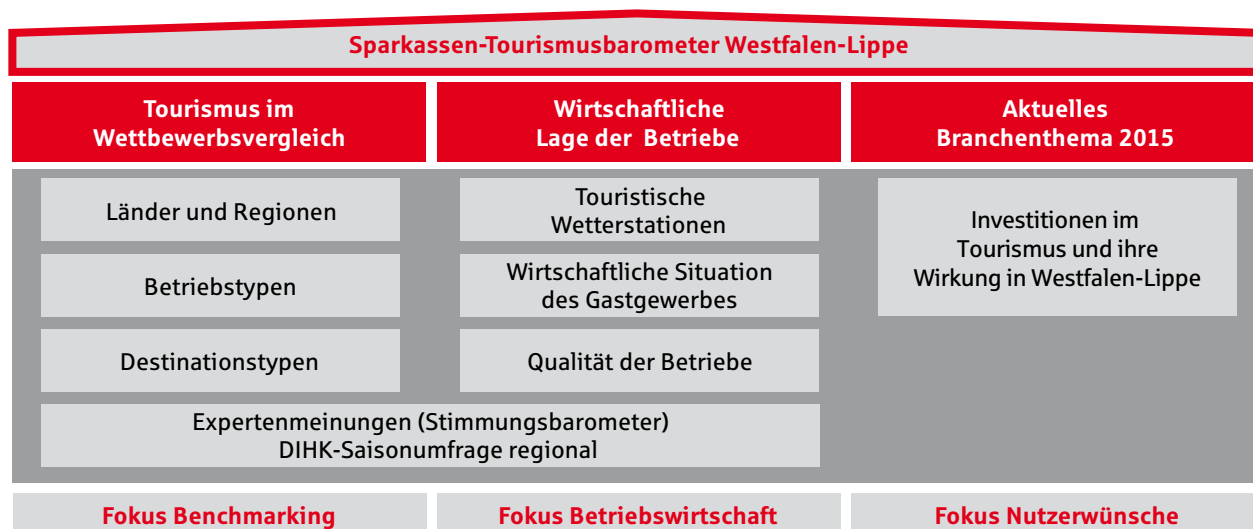 Sparkassen-Tourismusbarometer Westfalen-Lippe
Tourismus im
Wettbewerbsvergleich
Wirtschaftliche
Lage der Betriebe
Aktuelles
Branchenthema 2015
Länder und Regionen
Betriebstypen
Destinationstypen
Touristische
Wetterstationen
Wirtschaftliche Situation
des Gastgewerbes
Qualität der Betriebe
Expertenmeinungen (Stimmungsbarometer)
DIHK-Saisonumfrage regional
Investitionen im
Tourismus und ihre
Wirkung in Westfalen-Lippe
Fokus Benchmarking
Fokus Betriebswirtschaft
Fokus Nutzerwünsche